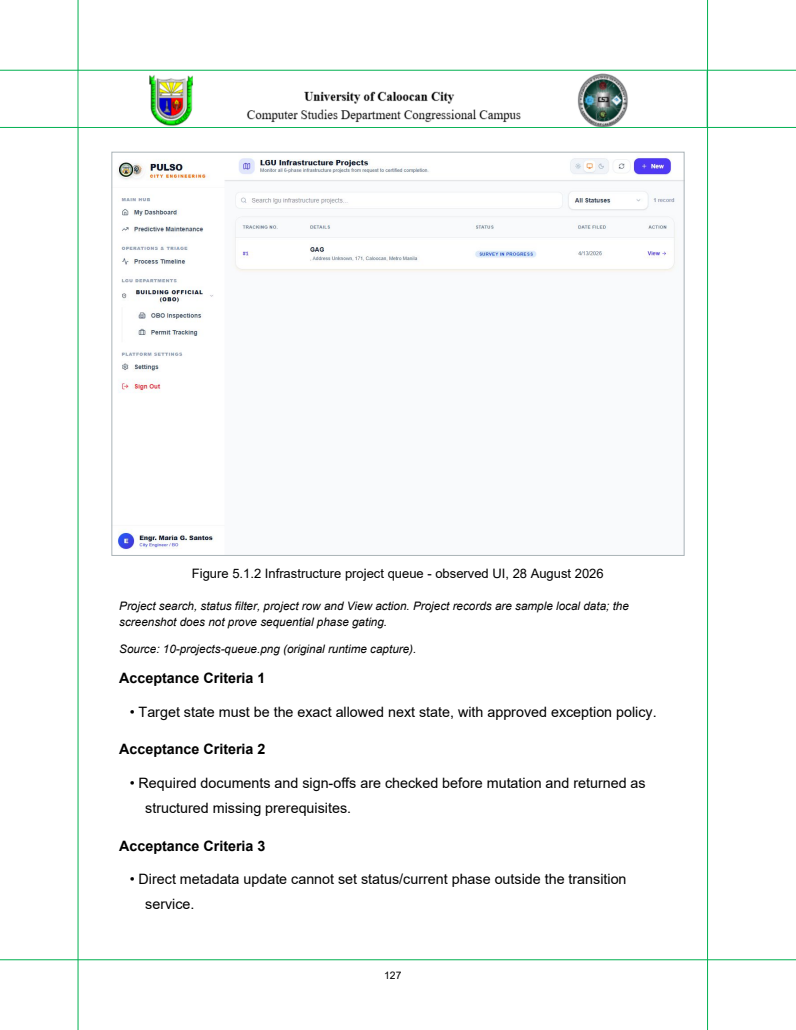 University of Caloocan City
Computer Studies Department Congressional Campus
PULSO
CITY ENGINEERING
MAIN HUB
My Dashboard
Predictive Maintenance
OPERATIONS & TRIAGE
Process Timeline
LGU DEPARTMENTS
BUILDING OFFICIAL
(OBO)
OBO Inspections
Permit Tracking
PLATFORM SETTINGS
Settings
Sign Out
E
Engr. Maria G. Santos
City Engineer / BO
LGU Infrastructure Projects
Monitor all 6-phase infrastructure projects from request to certified completion.
+ New
Search lgu infrastructure projects...
All Statuses
1 record
TRACKING NO. DETAILS STATUS DATE FILED ACTION
#1 GAG SURVEY IN PROGRESS 4/13/2026 View →
, Address Unknown, 171, Caloocan, Metro Manila
Figure 5.1.2 Infrastructure project queue - observed UI, 28 August 2026
Project search, status filter, project row and View action. Project records are sample local data; the
screenshot does not prove sequential phase gating.
Source: 10-projects-queue.png (original runtime capture).
Acceptance Criteria 1
• Target state must be the exact allowed next state, with approved exception policy.
Acceptance Criteria 2
• Required documents and sign-offs are checked before mutation and returned as
structured missing prerequisites.
Acceptance Criteria 3
• Direct metadata update cannot set status/current phase outside the transition
service.
127